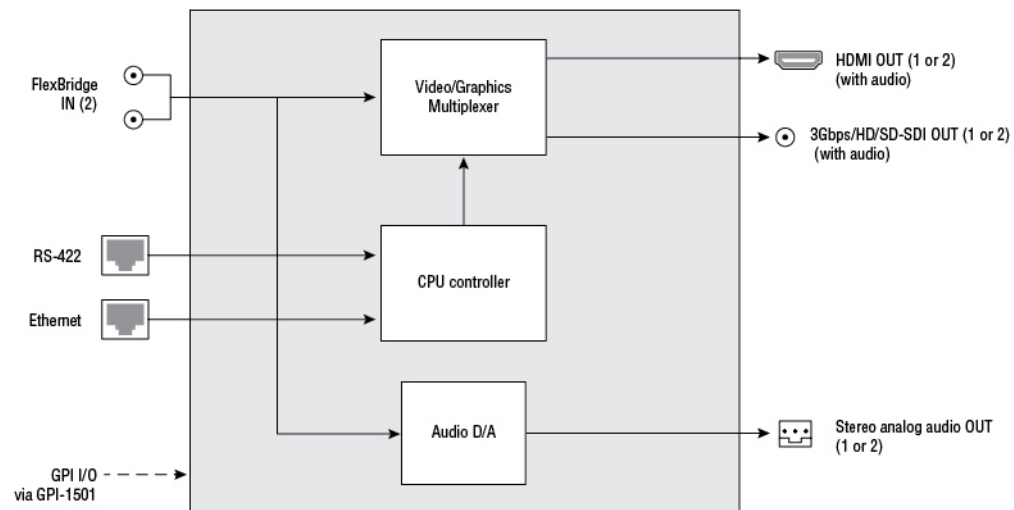 FlexBridge
IN (2)
Video/Graphics
Multiplexer
HDMI OUT (1 or 2)
(with audio)
3Gbps/HD/SD-SDI OUT (1 or 2)
(with audio)
RS-422
CPU controller
Ethernet
Audio D/A
Stereo analog audio OUT
(1 or 2)
GPI I/O
via GPI-1501